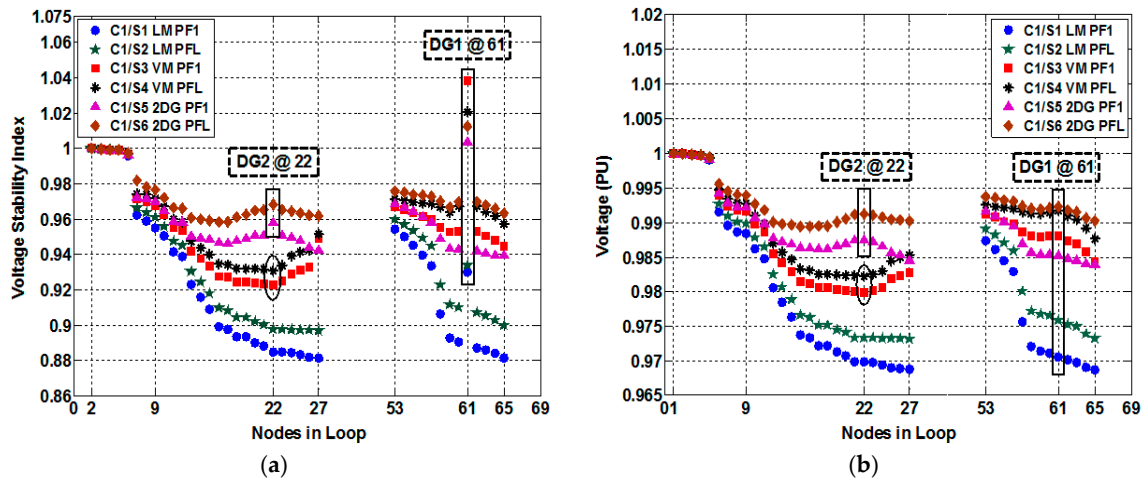 1.075
1.06
1.04
1.02
1
0.98
0.96
0.94
0.92
0.9
0.88
0.86
Voltage Stability Index
C1/S1 LM PF1
C1/S2 LM PFL
C1/S3 VM PF1
C1/S4 VM PFL
C1/S5 2DG PF1
C1/S6 2DG PFL
DG1 @ 61
DG2 @ 22
0 2 9 22 27 53 61 65 69
Nodes in Loop
(a)
1.02
1.015
1.01
1.005
1
0.995
0.99
0.985
0.98
0.975
0.97
0.965
Voltage (PU)
C1/S1 LM PF1
C1/S2 LM PFL
C1/S3 VM PF1
C1/S4 VM PFL
C1/S5 2DG PF1
C1/S6 2DG PFL
DG2 @ 22
DG1 @ 61
01 9 22 27 53 61 65 69
Nodes in Loop
(b)